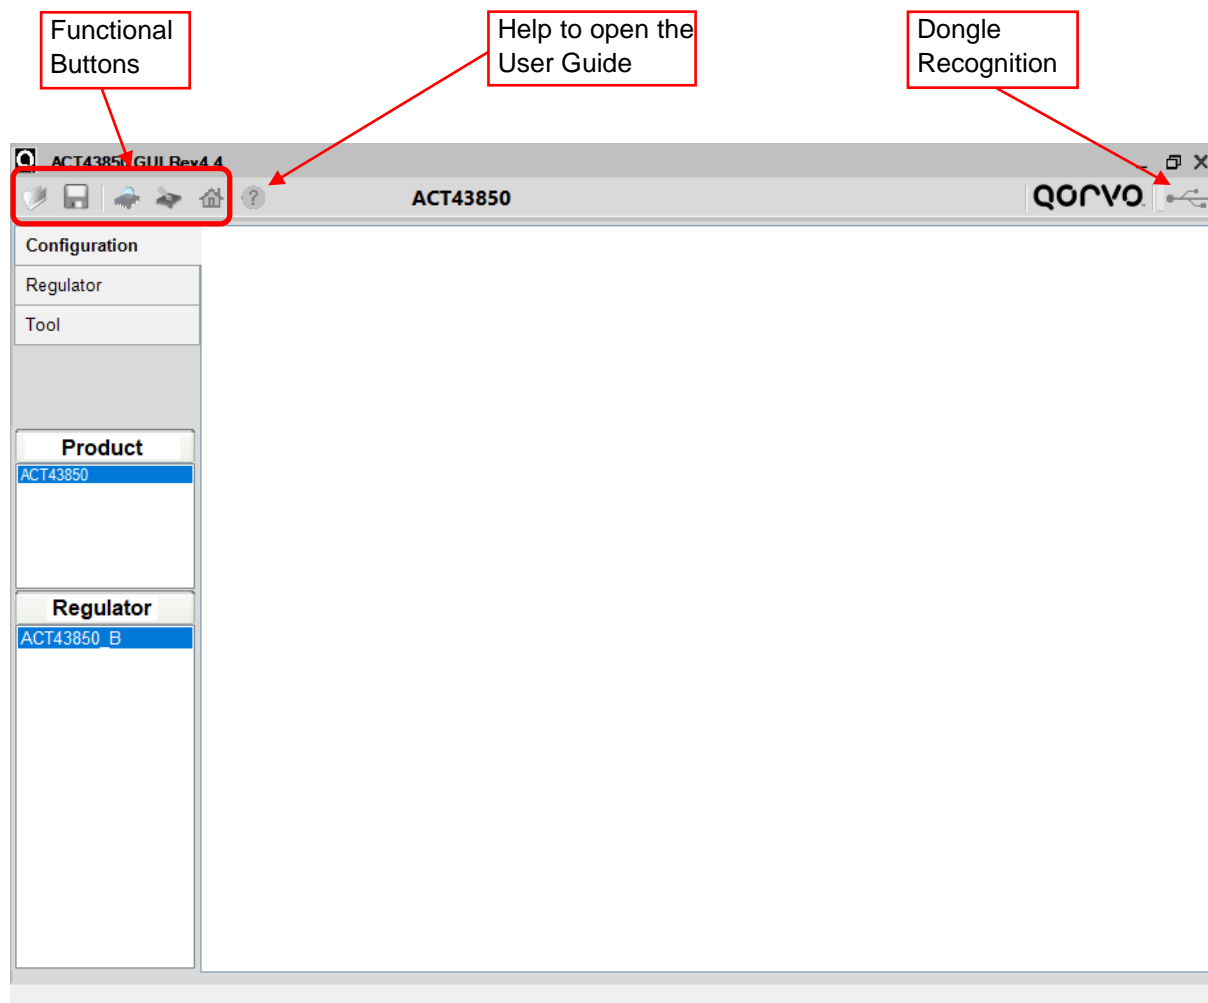 Functional
Buttons
Help to open the
User Guide
Dongle
Recognition
ACT43850 GUI Rev4.4
ACT43850
QORVO
Configuration
Regulator
Tool
Product
ACT43850
Regulator
ACT43850_B